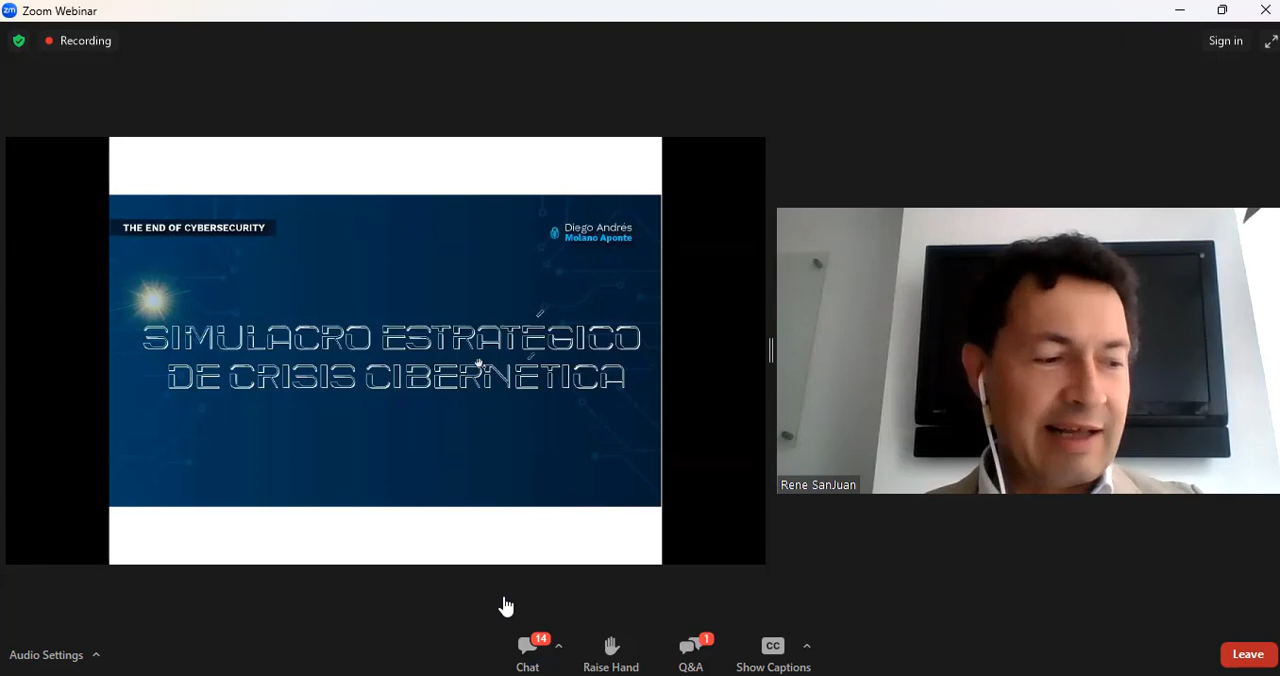 zm Zoom Webinar
Recording
Sign in
THE END OF CYBERSECURITY
Diego Andrés
Molano Aponte
SIMULACRO ESTRATÉGICO
DE CRISIS CIBERNÉTICA
Rene SanJuan
Audio Settings
14
Chat
Raise Hand
1
Q&A
CC
Show Captions
Leave